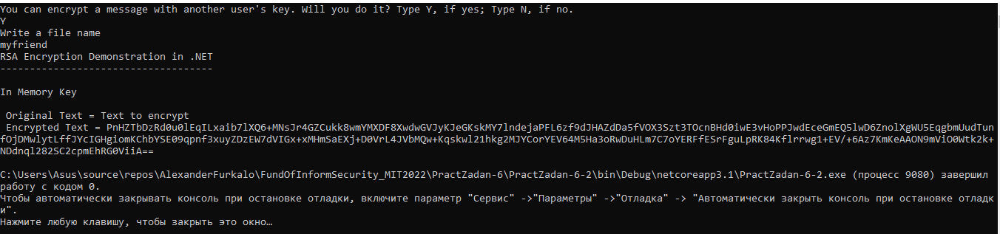 You can encrypt a message with another user's key. Will you do it? Type Y, if yes; Type N, if no.
Y
Write a file name
myfriend
RSA Encryption Demonstration in .NET
------------------------------------
In Memory Key
Original Text = Text to encrypt
Encrypted Text = PnHZTbDzRd0u0lEqILxaib7lXQ6+MNsJr4GZCukk8wmYMXDF8XwdwGVJyKJeGKskMY7lndejaPFL6zf9dJHAZdDa5fVOX3Szt3TOcnBHd0iwE3vHoPPJwdEceGmEQ5lwD6ZnolXgWU5EqgbmUudTun
fOjDMwlytLffJYcIGHgiomKChbYSE09qpnf3xuyZDzEW7dVIGx+xMHmSaEXj+D0VrL4JVbMQw+Kqskwl21hkg2MJYCorYEV64M5Ha3oRwDuHLm7C7oYERFfESrFguLpRK84Kflrrwg1+EV/+6Az7KmKeAAON9mViO0Wtk2k+
NDdnql282SC2cpmEhRG0ViiA==
C:\Users\Asus\source\repos\AlexanderFurkalo\FundOfInformSecurity_MIT2022\PractZadan-6\PractZadan-6-2\bin\Debug\netcoreapp3.1\PractZadan-6-2.exe (процесс 9080) завершил
работу с кодом 0.
Чтобы автоматически закрывать консоль при остановке отладки, включите параметр "Сервис" ->"Параметры" ->"Отладка" -> "Автоматически закрыть консоль при остановке отладк
и".
Нажмите любую клавишу, чтобы закрыть это окно…